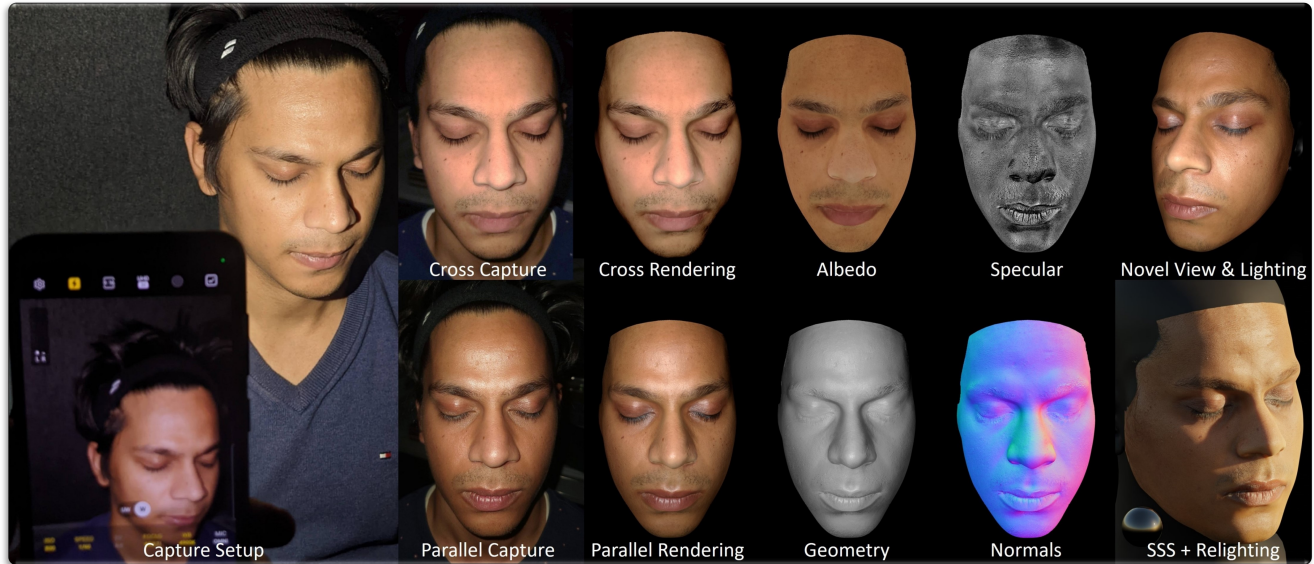 Cross Capture
Cross Rendering
Albedo
Specular
Novel View & Lighting
Capture Setup
Parallel Capture
Parallel Rendering
Geometry
Normals
SSS + Relighting